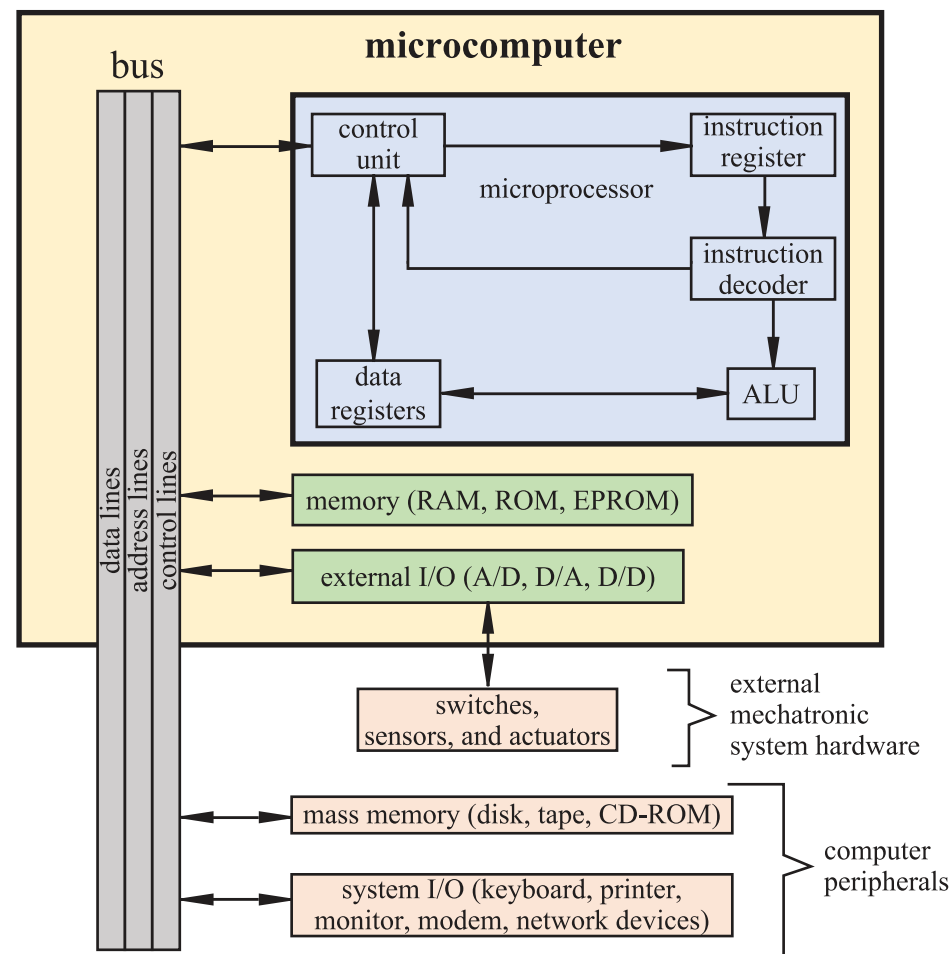 microcomputer
bus
control
unit
instruction
register
microprocessor
instruction
decoder
data
registers
ALU
data lines
address lines
control lines
memory (RAM, ROM, EPROM)
external I/O (A/D, D/A, D/D)
switches,
sensors, and actuators
external
mechatronic
system hardware
mass memory (disk, tape, CD-ROM)
system I/O (keyboard, printer,
monitor, modem, network devices)
computer
peripherals